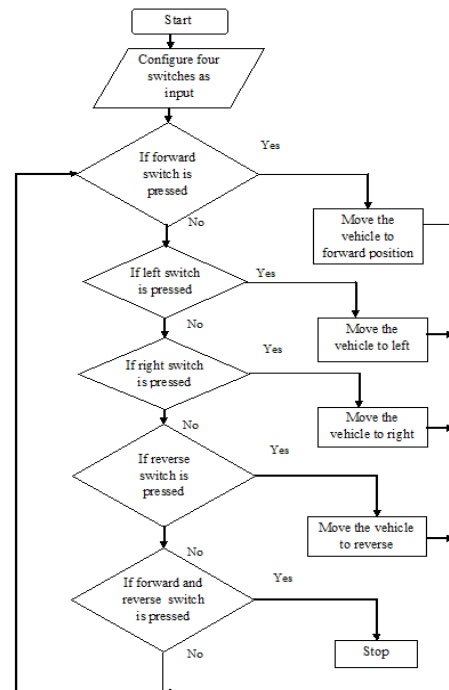 Start
Configure four
switches as
input
Yes
If forward
switch is
pressed
No
Move the
vehicle to
forward position
If left switch
is pressed
Yes
No
Move the
vehicle to left
If right switch
is pressed
Yes
No
Move the
vehicle to right
If reverse
switch is
pressed
Yes
No
Move the vehicle
to reverse
If forward and
reverse switch
is pressed
Yes
No
Stop